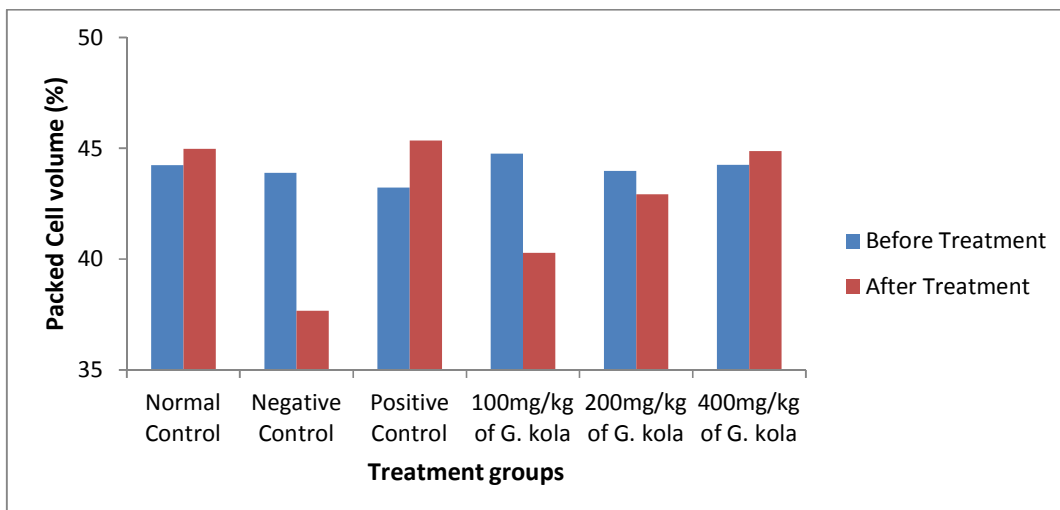 50
45
40
35
Packed Cell volume (%)
Normal
Control
Negative
Control
Positive
Control
100mg/kg
of G. kola
200mg/kg
of G. kola
400mg/kg
of G. kola
Treatment groups
Before Treatment
After Treatment